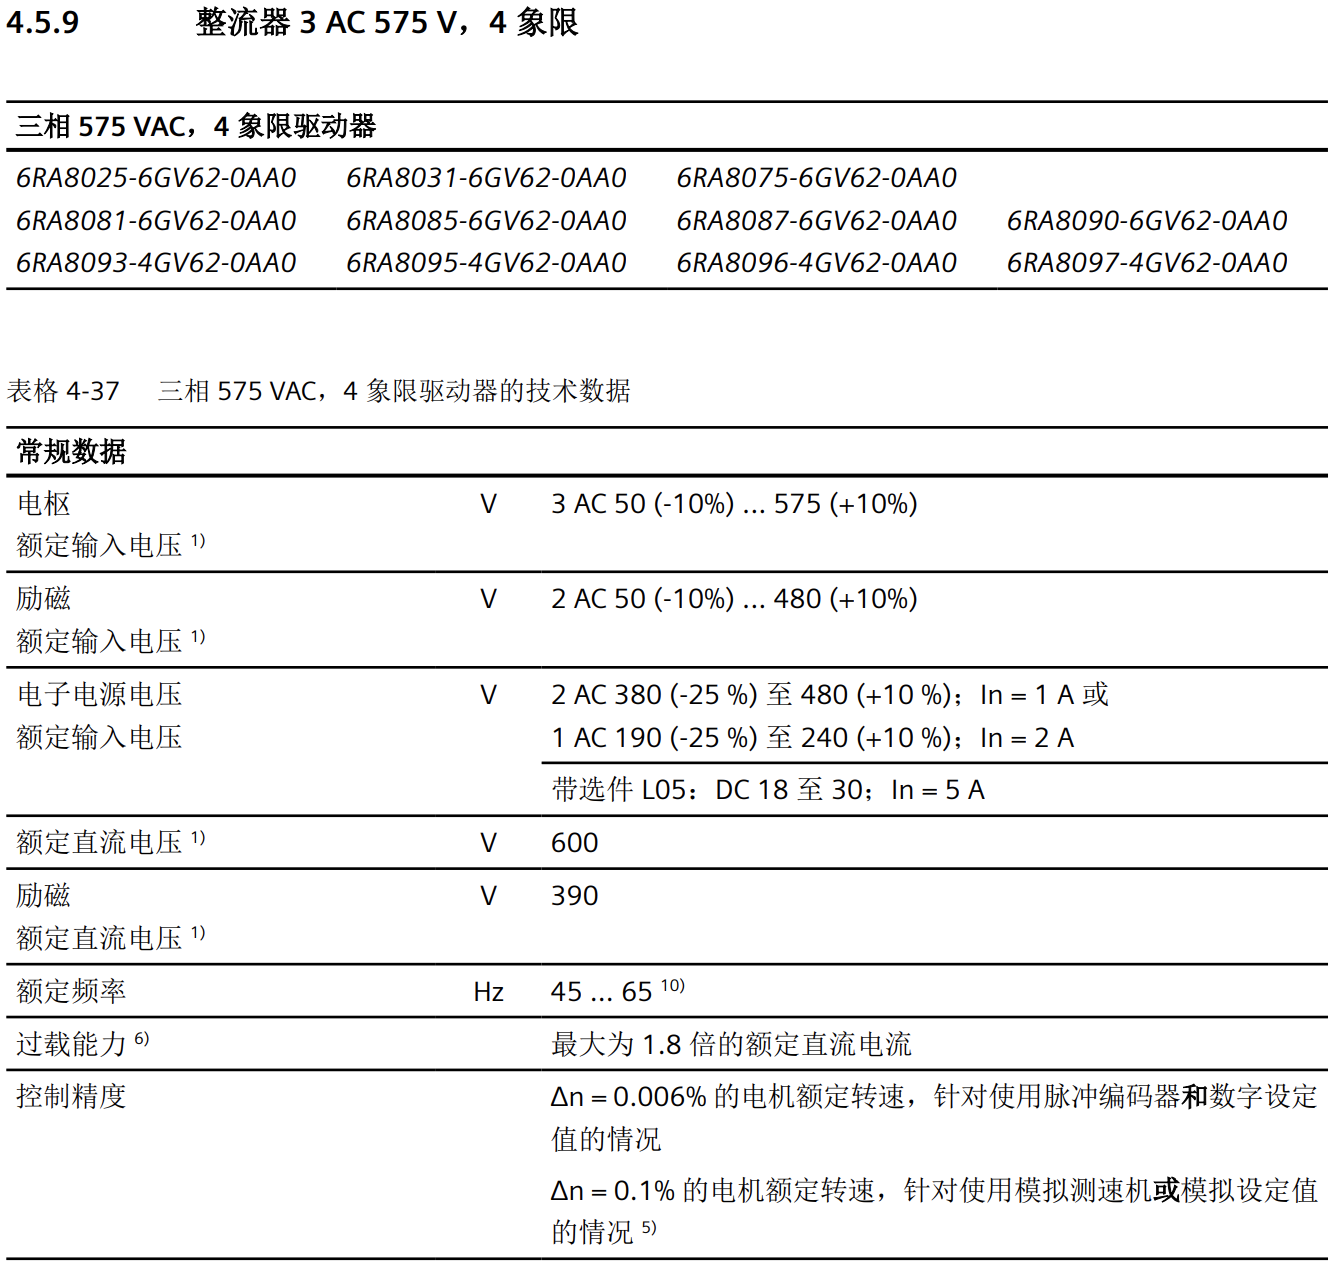 4.5.9 整流器 3 AC 575 V，4 象限
三相 575 VAC，4 象限驱动器
6RA8025-6GV62-0AA0 6RA8031-6GV62-0AA0 6RA8075-6GV62-0AA0
6RA8081-6GV62-0AA0 6RA8085-6GV62-0AA0 6RA8087-6GV62-0AA0 6RA8090-6GV62-0AA0
6RA8093-4GV62-0AA0 6RA8095-4GV62-0AA0 6RA8096-4GV62-0AA0 6RA8097-4GV62-0AA0
表格 4-37 三相 575 VAC，4 象限驱动器的技术数据
常规数据
电枢 V 3 AC 50 (-10%) ... 575 (+10%)
额定输入电压 1)
励磁 V 2 AC 50 (-10%) ... 480 (+10%)
额定输入电压 1)
电子电源电压 V 2 AC 380 (-25 %) 至 480 (+10 %)；In = 1 A 或
额定输入电压 1 AC 190 (-25 %) 至 240 (+10 %)；In = 2 A
带选件 L05：DC 18 至 30；In = 5 A
额定直流电压 1) V 600
励磁 V 390
额定直流电压 1)
额定频率 Hz 45 ... 65 10)
过载能力 6) 最大为 1.8 倍的额定直流电流
控制精度 Δn = 0.006% 的电机额定转速，针对使用脉冲编码器和数字设定
值的情况
Δn = 0.1% 的电机额定转速，针对使用模拟测速机或模拟设定值
的情况 5)